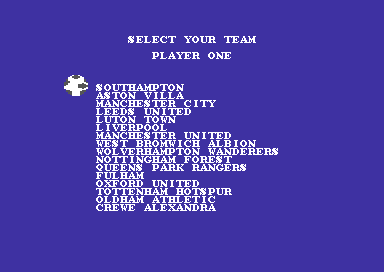 SELECT YOUR TEAM
PLAYER ONE
SOUTHAMPTON
ASTON VILLA
MANCHESTER CITY
LEEDS UNITED
LUTON TOWN
LIVERPOOL
MANCHESTER UNITED
WEST BROMWICH ALBION
WOLVERHAMPTON WANDERERS
NOTTINGHAM FOREST
QUEENS PARK RANGERS
FULHAM
OXFORD UNITED
TOTTENHAM HOTSPUR
OLDHAM ATHLETIC
CREWE ALEXANDRA